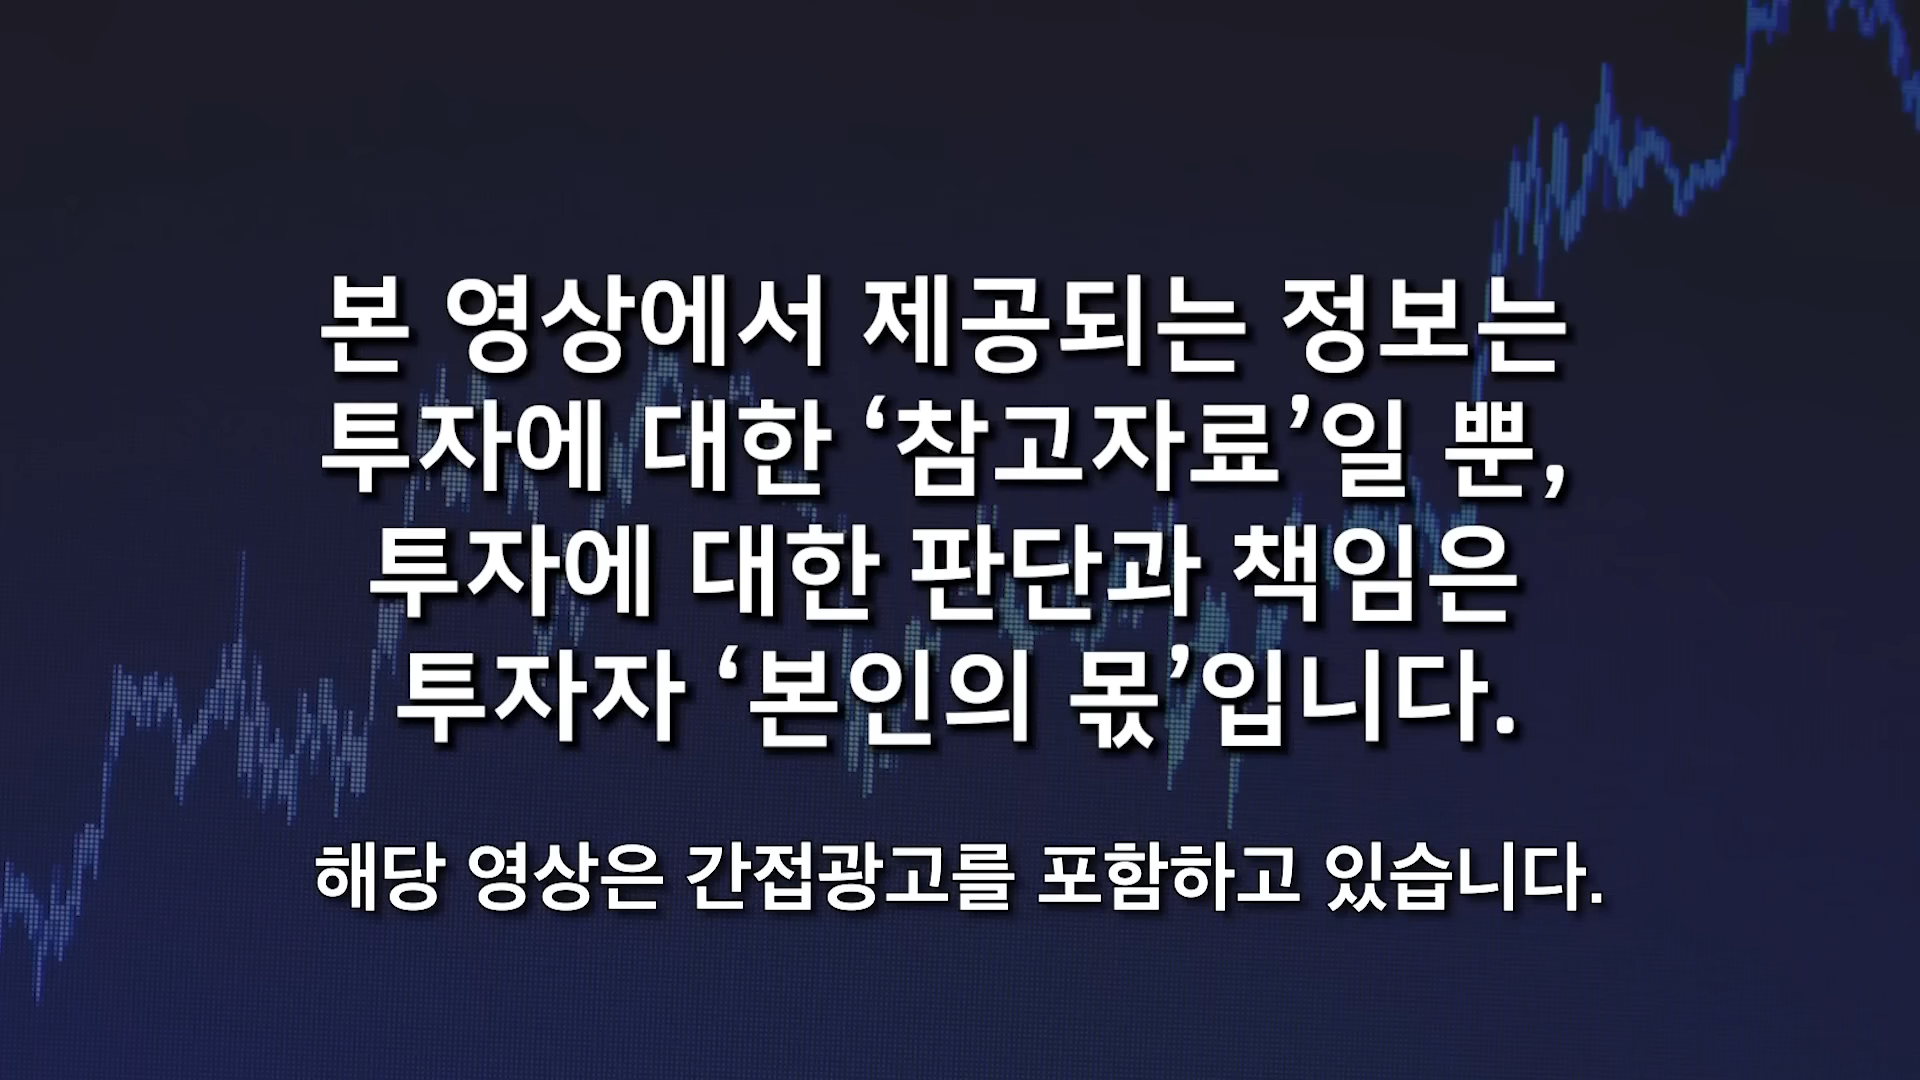 본 영상에서 제공되는 정보는
투자에 대한 ‘참고자료’일 뿐,
투자에 대한 판단과 책임은
투자자 ‘본인의 몫’입니다.
해당 영상은 간접광고를 포함하고 있습니다.